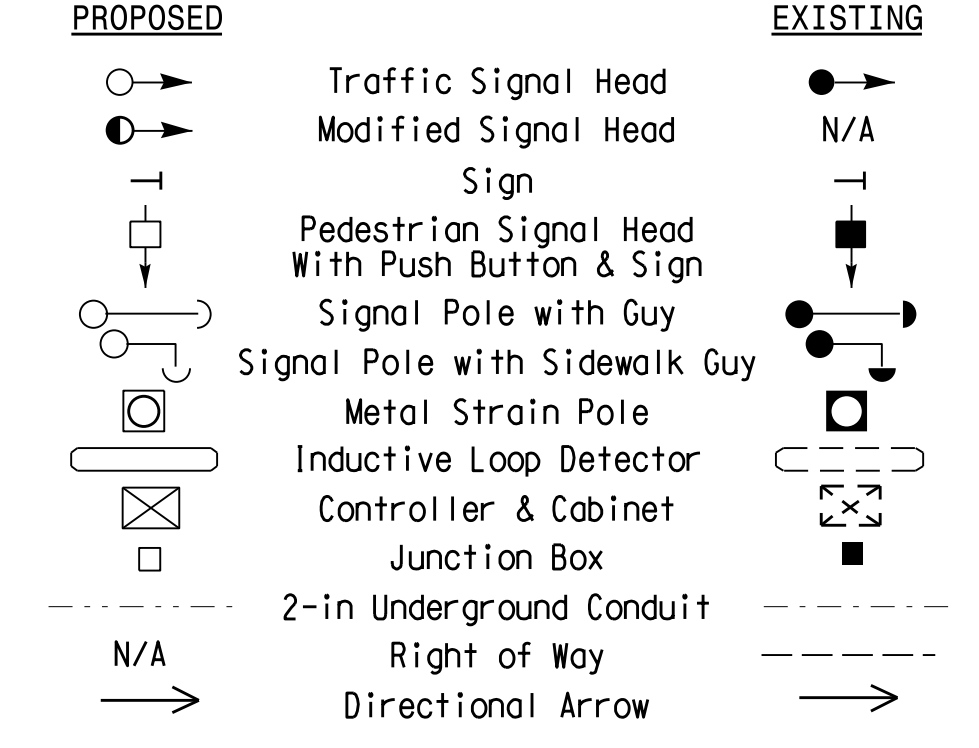 PROPOSED EXISTING
Traffic Signal Head
Modified Signal Head N/A
Sign
Pedestrian Signal Head
With Push Button & Sign
Signal Pole with Guy
Signal Pole with Sidewalk Guy
Metal Strain Pole
Inductive Loop Detector
Controller & Cabinet
Junction Box
2-in Underground Conduit
N/A Right of Way
Directional Arrow